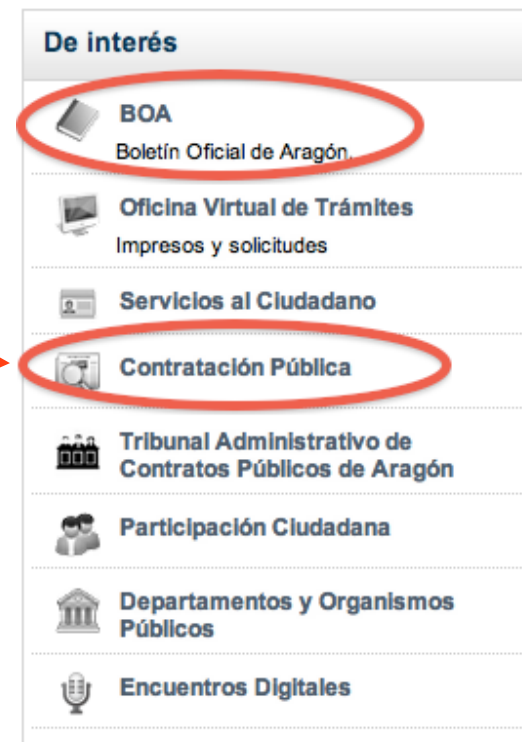 De interés
BOA
Boletín Oficial de Aragón.
Oficina Virtual de Trámites
Impresos y solicitudes
Servicios al Ciudadano
Contratación Pública
Tribunal Administrativo de
Contratos Públicos de Aragón
Participación Ciudadana
Departamentos y Organismos
Públicos
Encuentros Digitales